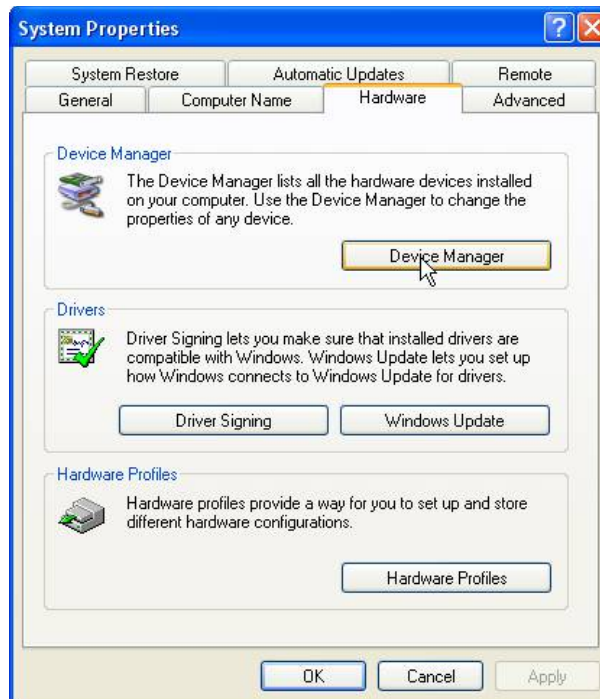 System Properties
System Restore
Automatic Updates
Remote
General
Computer Name
Hardware
Advanced
Device Manager
The Device Manager lists all the hardware devices installed
on your computer. Use the Device Manager to change the
properties of any device.
Device Manager
Drivers
Driver Signing lets you make sure that installed drivers are
compatible with Windows. Windows Update lets you set up
how Windows connects to Windows Update for drivers.
Driver Signing
Windows Update
Hardware Profiles
Hardware profiles provide a way for you to set up and store
different hardware configurations.
Hardware Profiles
OK
Cancel
Apply